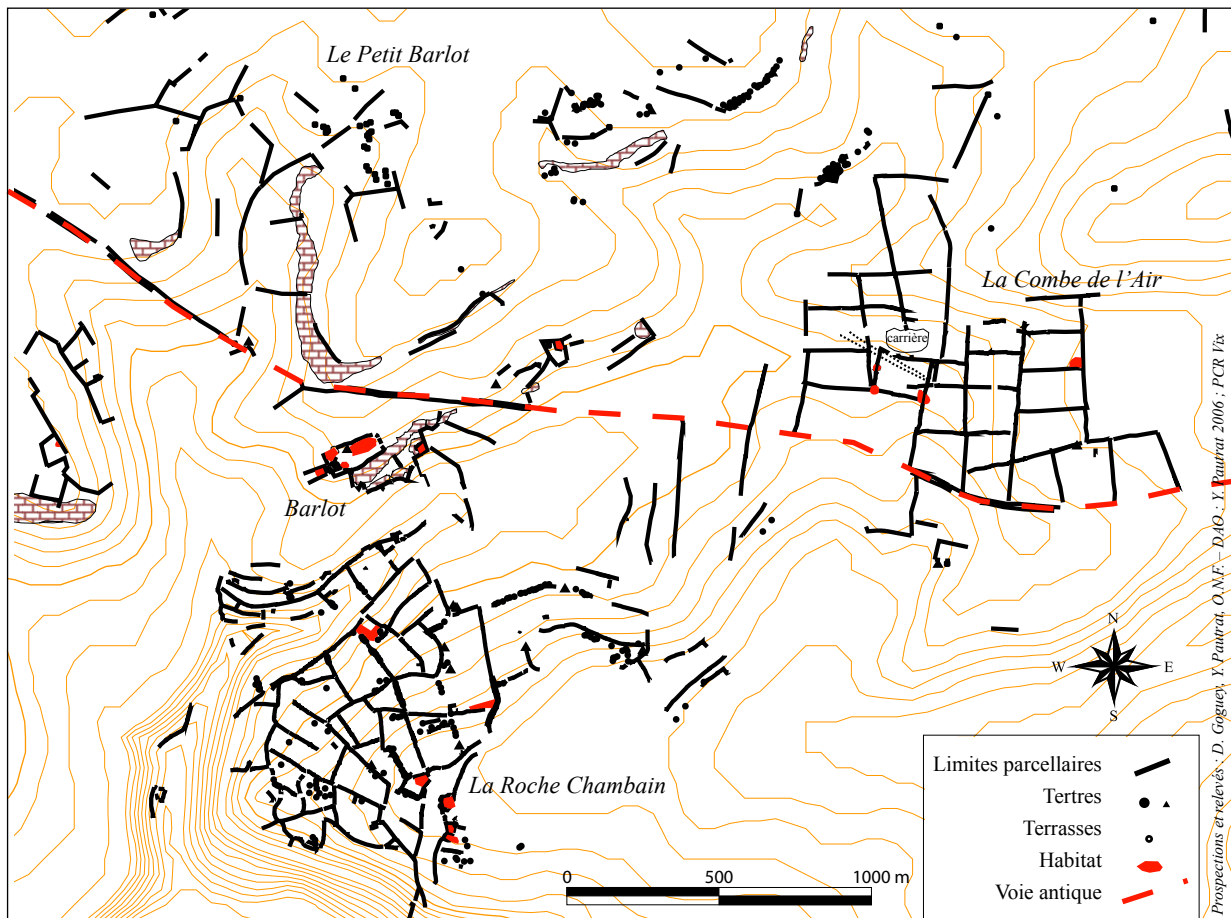 Le Petit Barlot
La Combe de l’Air
carrière
Barlot
La Roche Chambain
N
W
E
S
Limites parcellaires
Tertres
Terrasses
Habitat
Voie antique
0
500
1000 m
Prospections et relevés : D. Goguey, Y. Pautrat, O.N.F. – DAO : Y. Pautrat 2006 ; PCR Vix